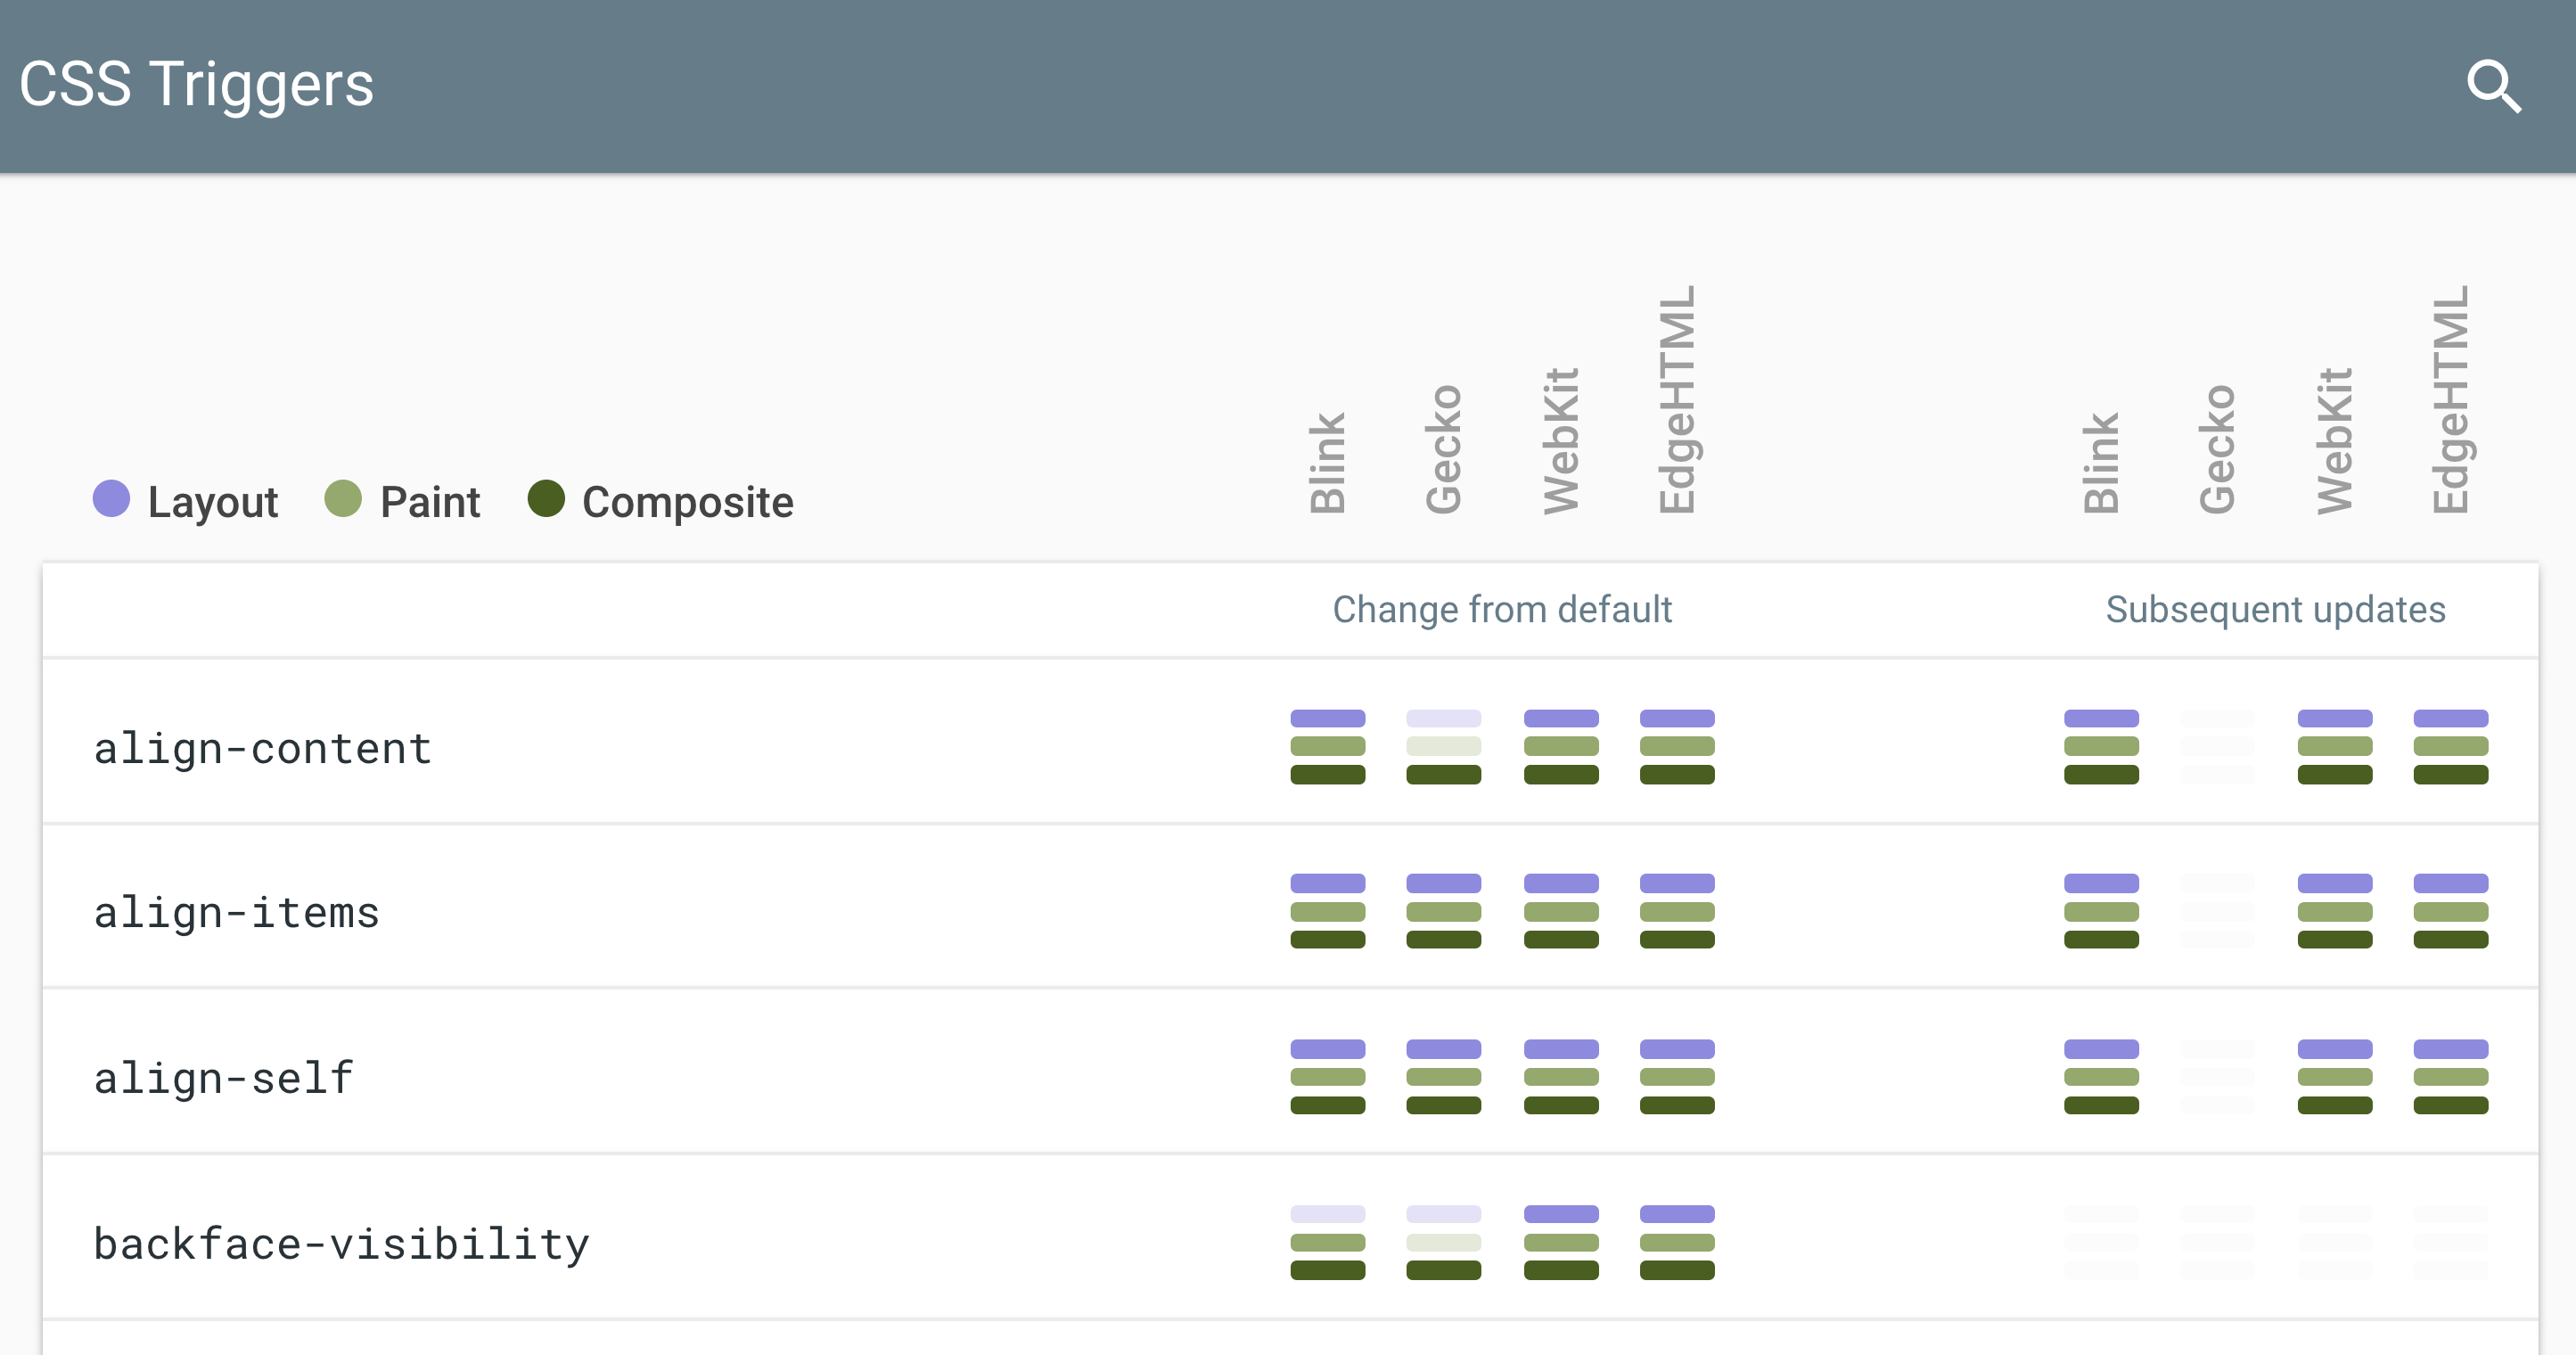 CSS Triggers
Blink
Gecko
WebKit
EdgeHTML
Blink
Gecko
WebKit
EdgeHTML
Layout Paint Composite
Change from default Subsequent updates
align-content
align-items
align-self
backface-visibility